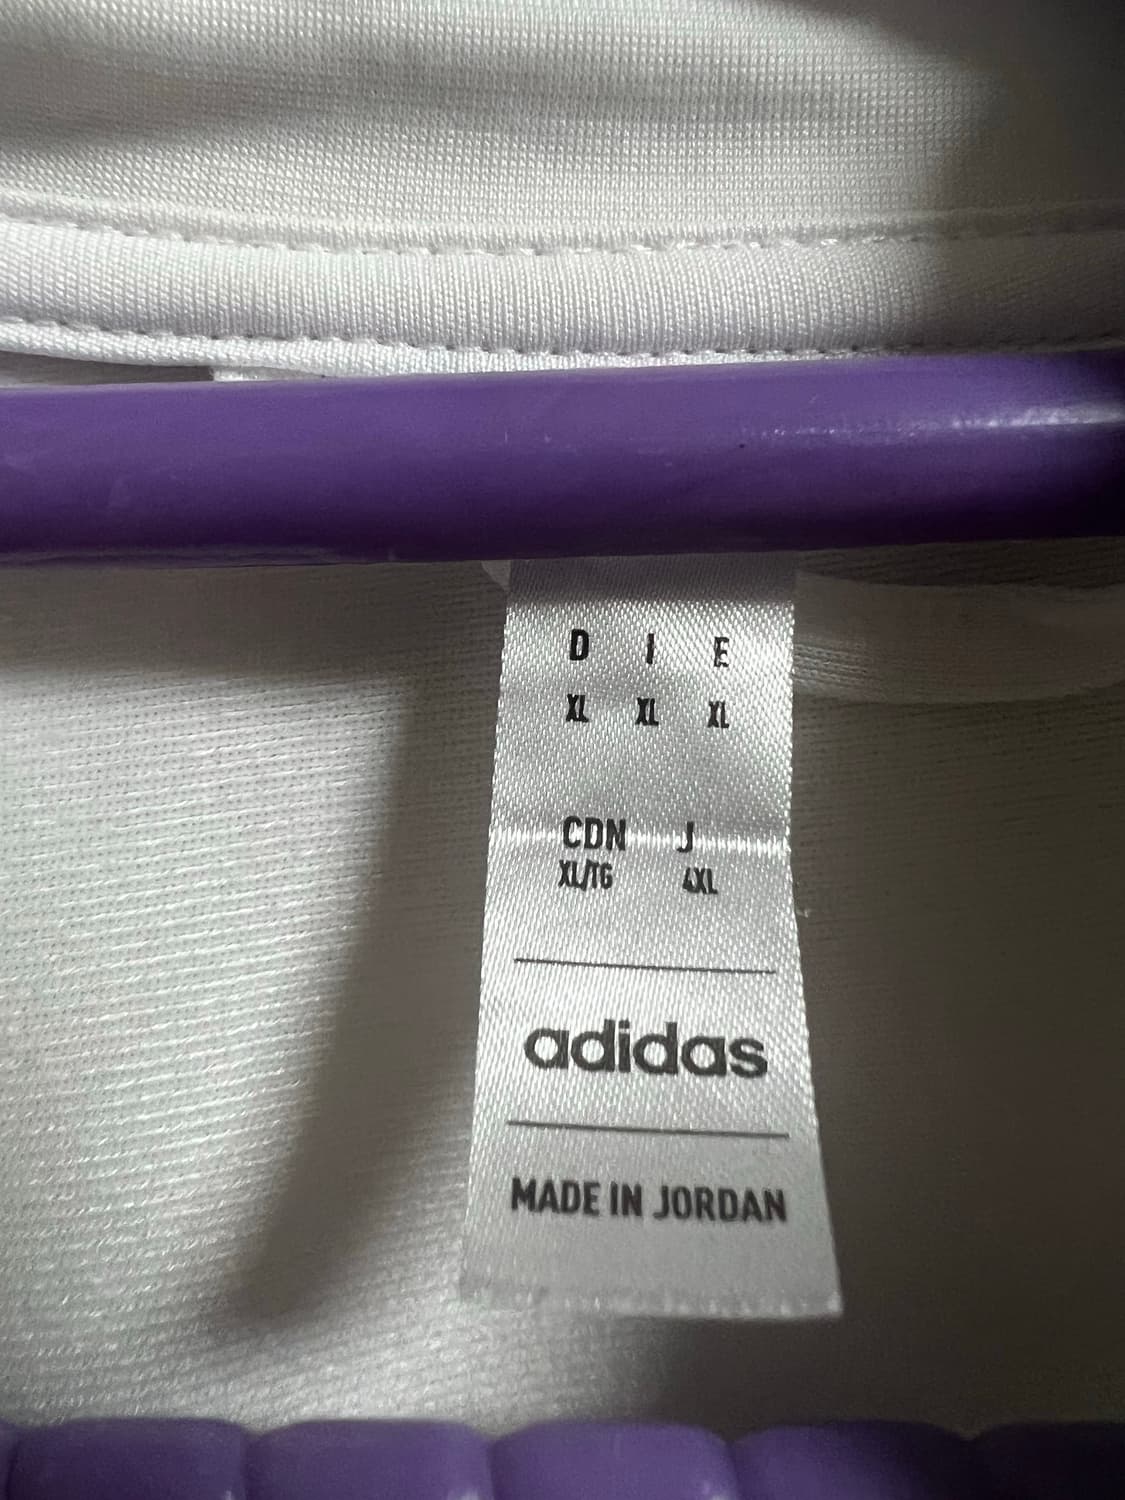 D I E
XL XL XL
CDN J
XL/TG 4XL
adidas
MADE IN JORDAN